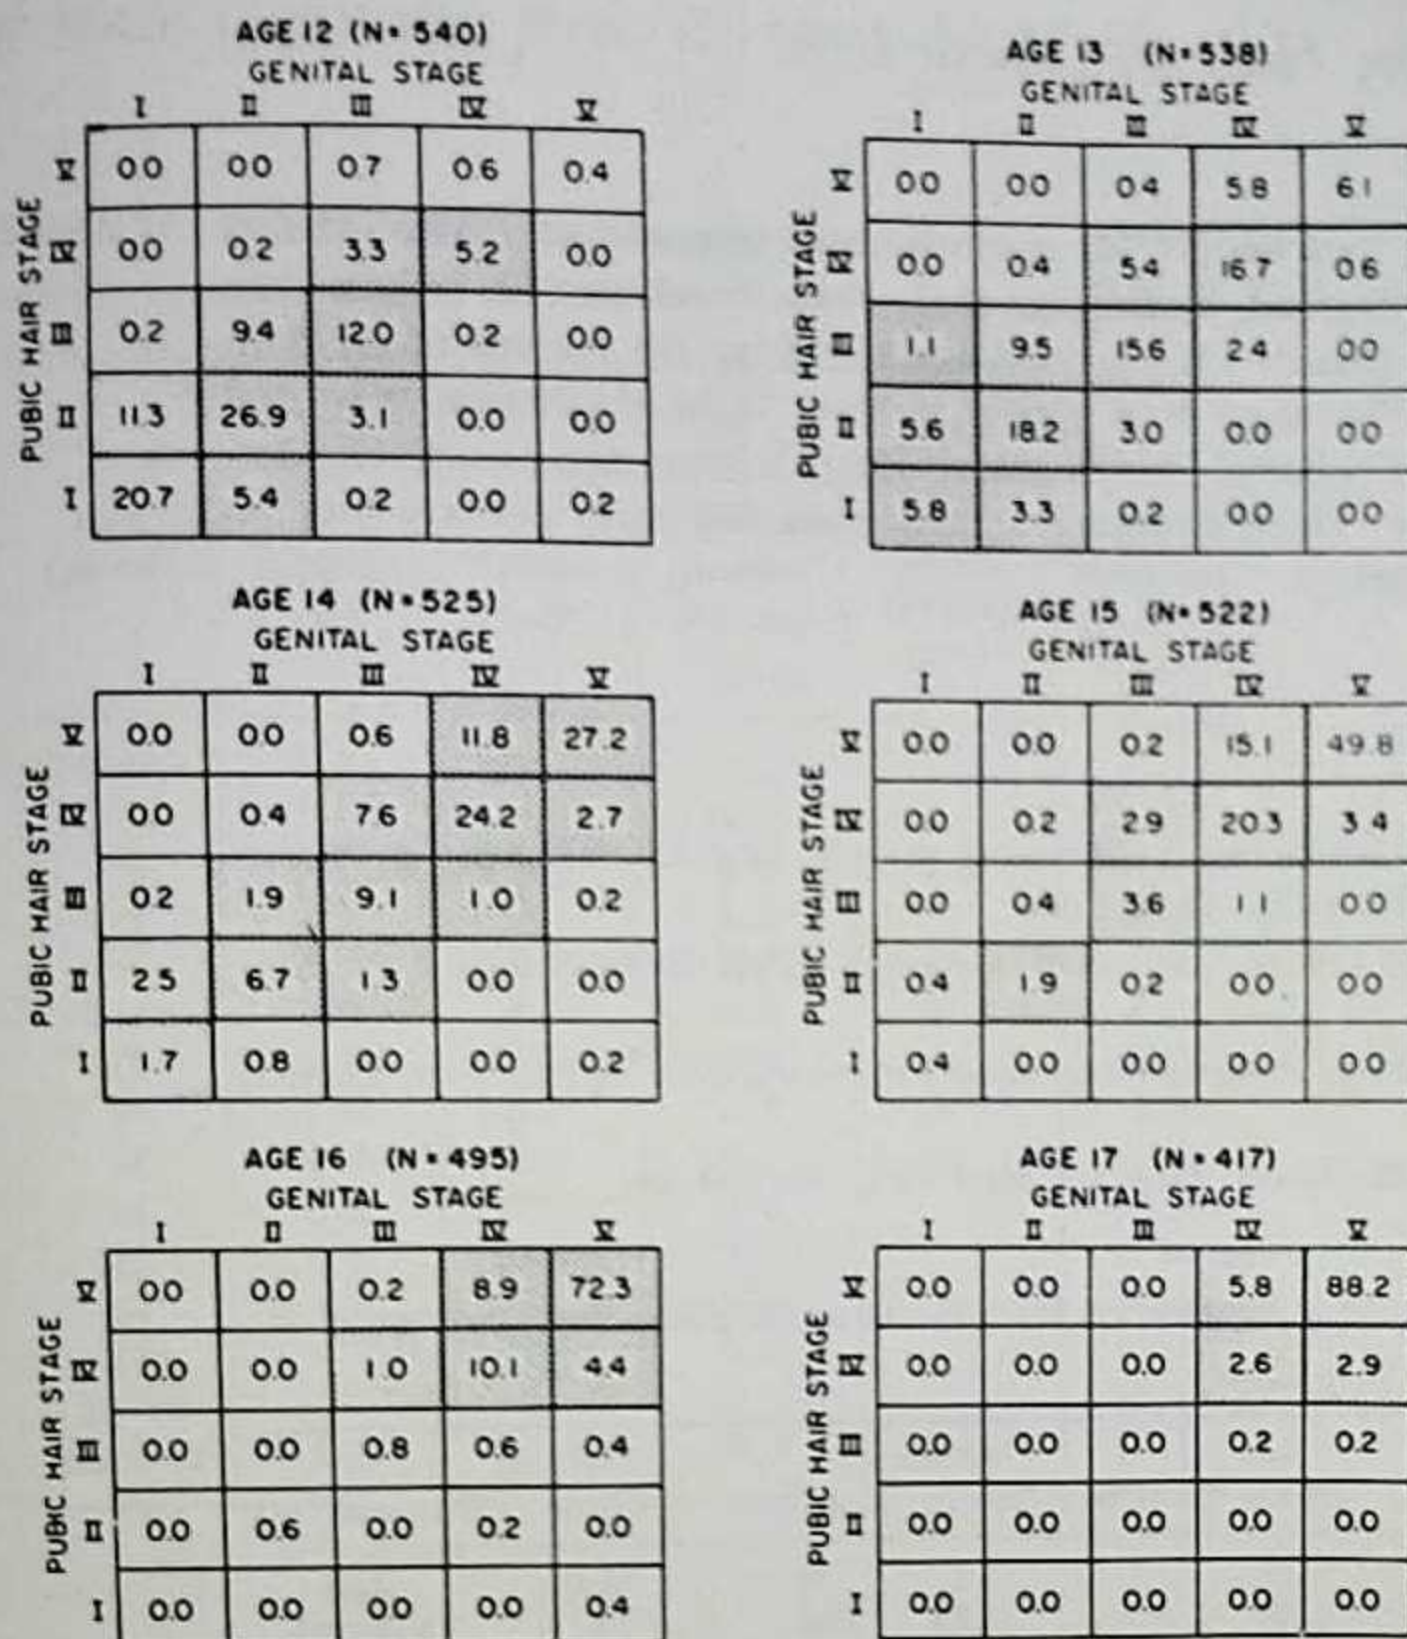 AGE 12 (N=540)
GENITAL STAGE
I II III IV V
PUBIC HAIR STAGE
V 0.0 0.0 0.7 0.6 0.4
IV 0.0 0.2 3.3 5.2 0.0
III 0.2 9.4 12.0 0.2 0.0
II 11.3 26.9 3.1 0.0 0.0
I 20.7 5.4 0.2 0.0 0.2
AGE 13 (N=538)
GENITAL STAGE
I II III IV V
PUBIC HAIR STAGE
V 0.0 0.0 0.4 5.8 6.1
IV 0.0 0.4 5.4 16.7 0.6
III 1.1 9.5 15.6 2.4 0.0
II 5.6 18.2 3.0 0.0 0.0
I 5.8 3.3 0.2 0.0 0.0
AGE 14 (N=525)
GENITAL STAGE
I II III IV V
PUBIC HAIR STAGE
V 0.0 0.0 0.6 11.8 27.2
IV 0.0 0.4 7.6 24.2 2.7
III 0.2 1.9 9.1 1.0 0.2
II 2.5 6.7 1.3 0.0 0.0
I 1.7 0.8 0.0 0.0 0.2
AGE 15 (N=522)
GENITAL STAGE
I II III IV V
PUBIC HAIR STAGE
V 0.0 0.0 0.2 15.1 49.8
IV 0.0 0.2 2.9 20.3 3.4
III 0.0 0.4 3.6 1.1 0.0
II 0.4 1.9 0.2 0.0 0.0
I 0.4 0.0 0.0 0.0 0.0
AGE 16 (N=495)
GENITAL STAGE
I II III IV V
PUBIC HAIR STAGE
V 0.0 0.0 0.2 8.9 72.3
IV 0.0 0.0 1.0 10.1 4.4
III 0.0 0.0 0.8 0.6 0.4
II 0.0 0.6 0.0 0.2 0.0
I 0.0 0.0 0.0 0.0 0.4
AGE 17 (N=417)
GENITAL STAGE
I II III IV V
PUBIC HAIR STAGE
V 0.0 0.0 0.0 5.8 88.2
IV 0.0 0.0 0.0 2.6 2.9
III 0.0 0.0 0.0 0.2 0.2
II 0.0 0.0 0.0 0.0 0.0
I 0.0 0.0 0.0 0.0 0.0